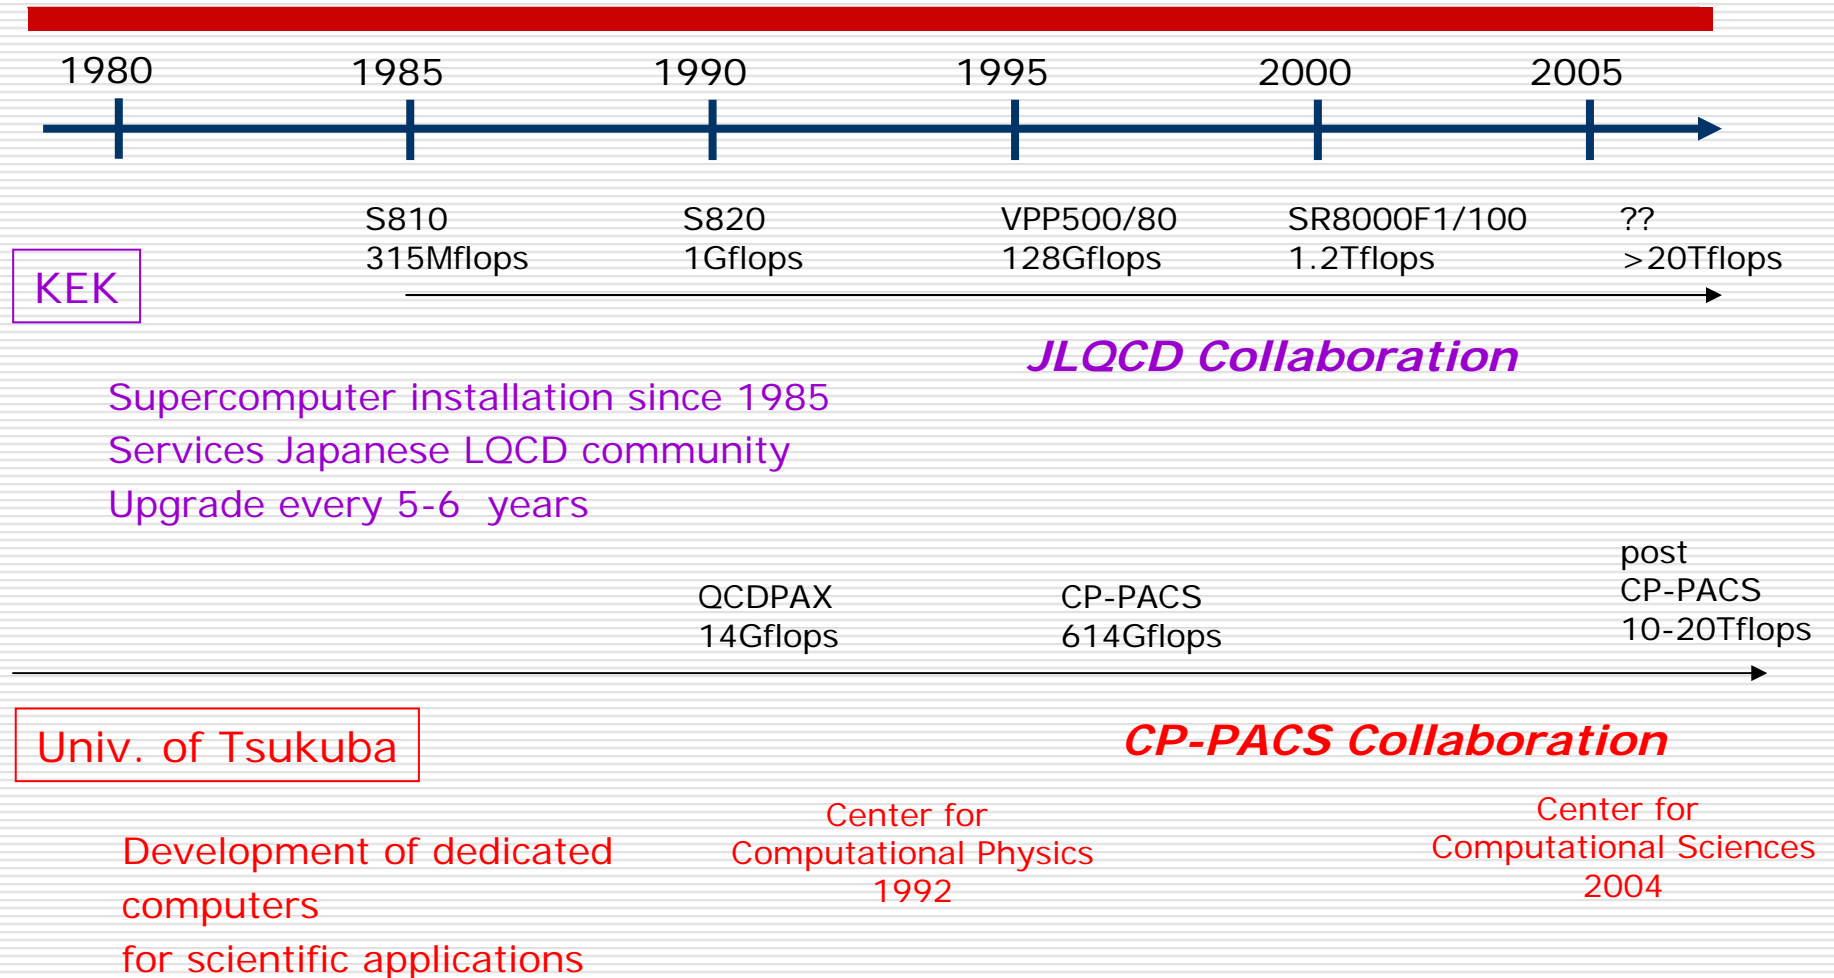 1980 1985 1990 1995 2000 2005
S810 S820 VPP500/80 SR8000F1/100 ??
315Mflops 1Gflops 128Gflops 1.2Tflops >20Tflops
KEK
JLQCD Collaboration
Supercomputer installation since 1985
Services Japanese LQCD community
Upgrade every 5-6 years
post
QCDPAX CP-PACS CP-PACS
14Gflops 614Gflops 10-20Tflops
Univ. of Tsukuba
CP-PACS Collaboration
Center for
Computational Physics
1992
Center for
Computational Sciences
2004
Development of dedicated
computers
for scientific applications